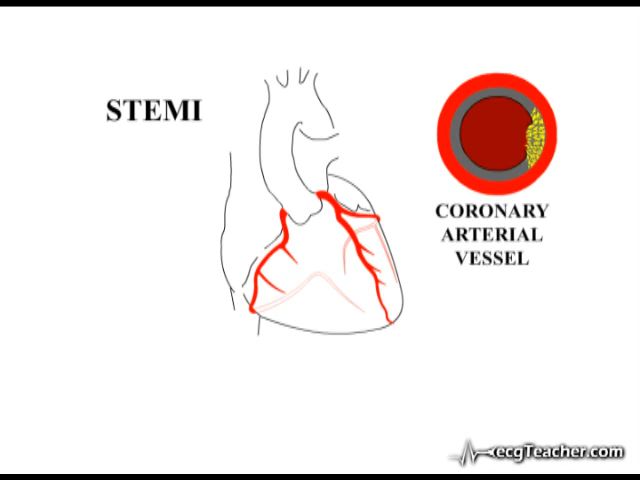 STEMI
CORONARY
ARTERIAL
VESSEL
ecgTeacher.com